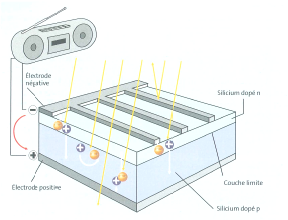 Électrode
négative
Silicium dopé n
Couche limite
Électrode positive
Silicium dopé p